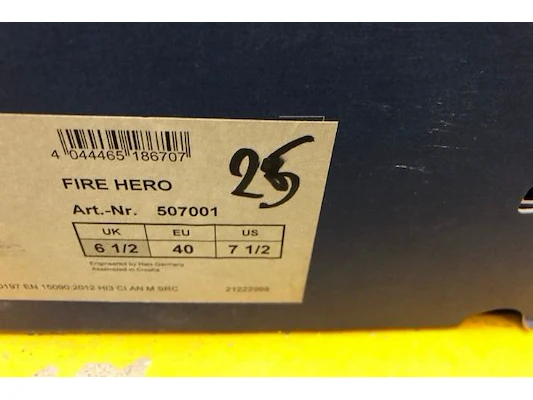 4 044465 186707
25
FIRE HERO
Art.-Nr. 507001
UK EU US
6 1/2 40 7 1/2
Engineered by Haix Germany
Assembled in Croatia
0197 EN 15090:2012 HI3 CI AN M SRC